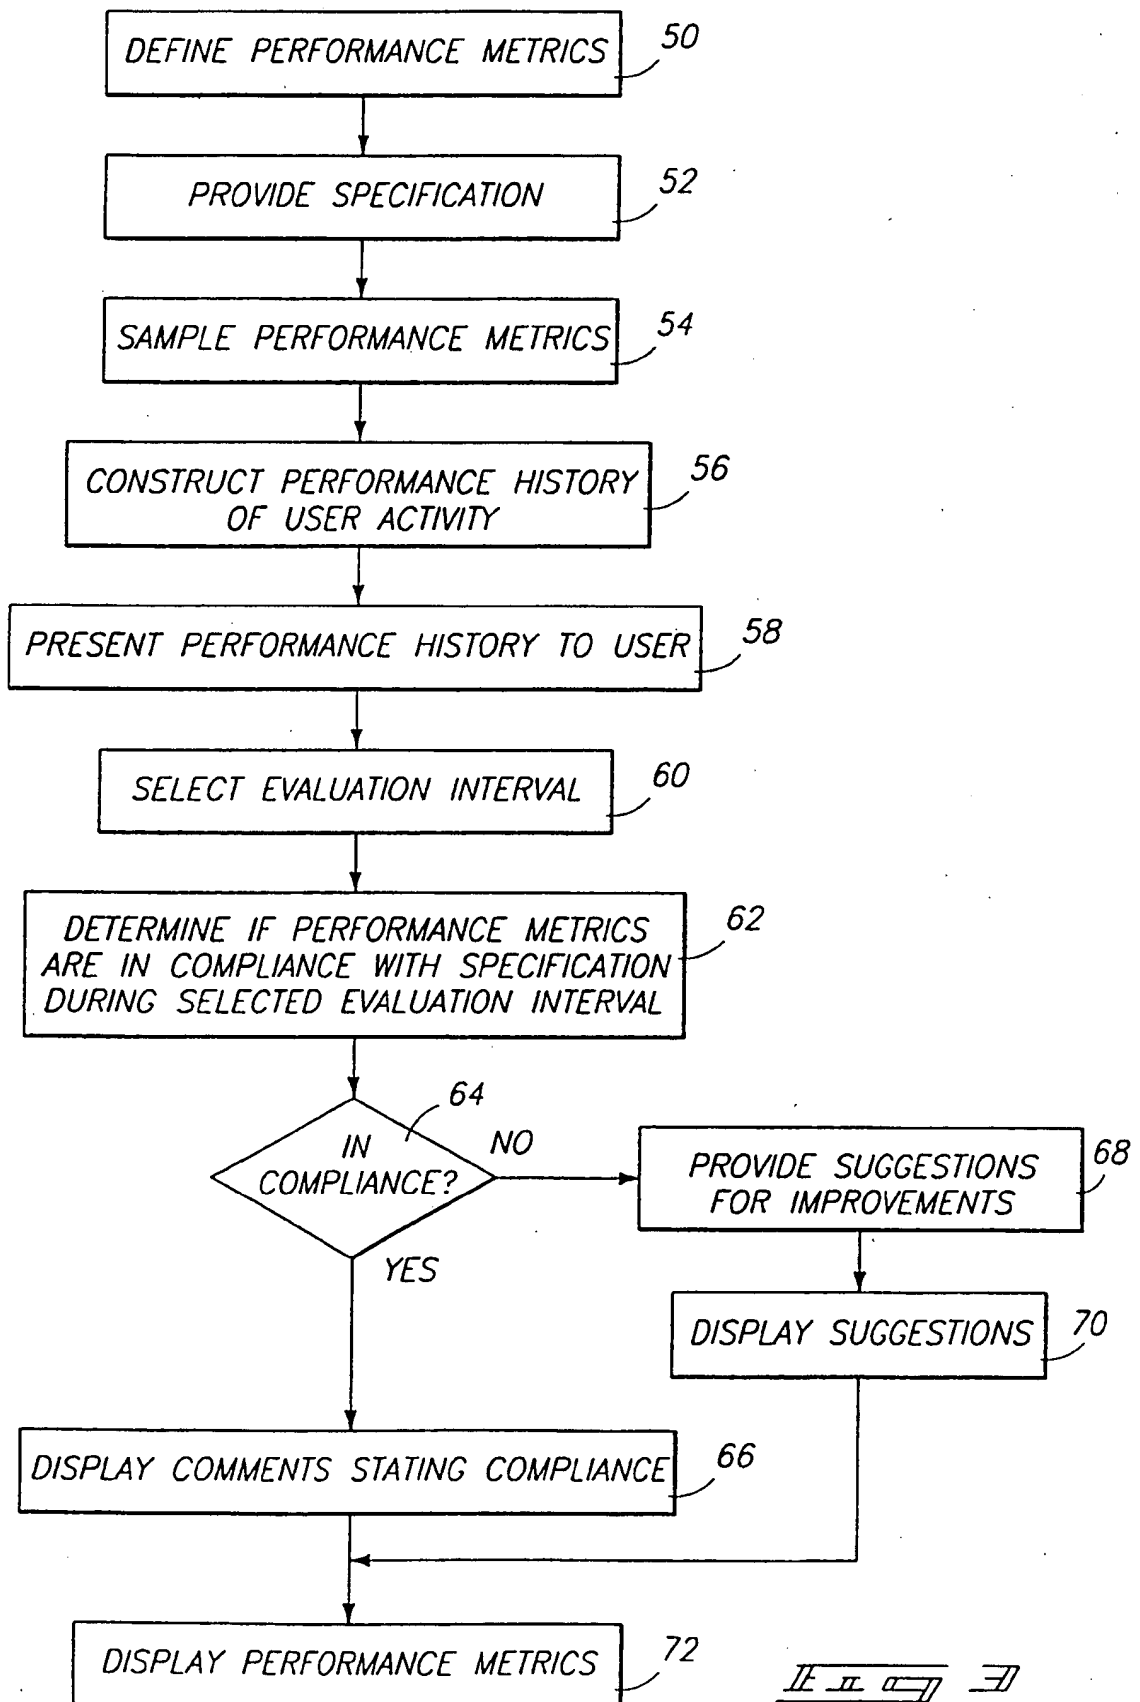 DEFINE PERFORMANCE METRICS
50
PROVIDE SPECIFICATION
52
SAMPLE PERFORMANCE METRICS
54
CONSTRUCT PERFORMANCE HISTORY
OF USER ACTIVITY
56
PRESENT PERFORMANCE HISTORY TO USER
58
SELECT EVALUATION INTERVAL
60
DETERMINE IF PERFORMANCE METRICS
ARE IN COMPLIANCE WITH SPECIFICATION
DURING SELECTED EVALUATION INTERVAL
62
64
IN
COMPLIANCE?
NO
YES
PROVIDE SUGGESTIONS
FOR IMPROVEMENTS
68
DISPLAY SUGGESTIONS
70
DISPLAY COMMENTS STATING COMPLIANCE
66
DISPLAY PERFORMANCE METRICS
72
FIG 3